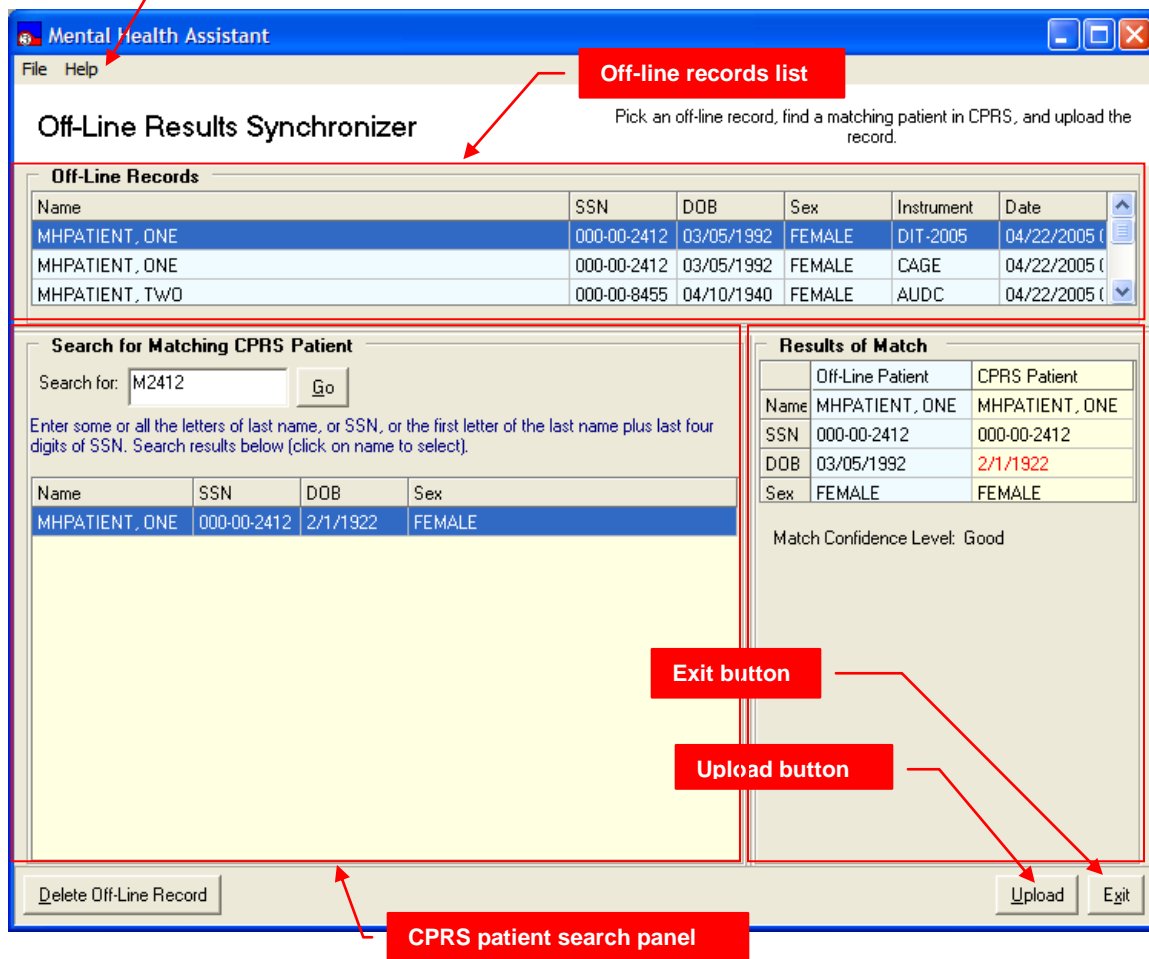 Mental Health Assistant
File Help
Off-line records list
Off-Line Results Synchronizer
Pick an off-line record, find a matching patient in CPRS, and upload the
record.
Off-Line Records
Name SSN DOB Sex Instrument Date
MHPATIENT, ONE 000-00-2412 03/05/1992 FEMALE DIT-2005 04/22/2005 (
MHPATIENT, ONE 000-00-2412 03/05/1992 FEMALE CAGE 04/22/2005 (
MHPATIENT, TWO 000-00-8455 04/10/1940 FEMALE AUDC 04/22/2005 (
Search for Matching CPRS Patient
Search for: M2412 Go
Enter some or all the letters of last name, or SSN, or the first letter of the last name plus last four
digits of SSN. Search results below (click on name to select).
Name SSN DOB Sex
MHPATIENT, ONE 000-00-2412 2/1/1922 FEMALE
Results of Match
Off-Line Patient CPRS Patient
Name MHPATIENT, ONE MHPATIENT, ONE
SSN 000-00-2412 000-00-2412
DOB 03/05/1992 2/1/1922
Sex FEMALE FEMALE
Match Confidence Level: Good
Exit button
Upload button
Delete Off-Line Record
Upload Exit
CPRS patient search panel